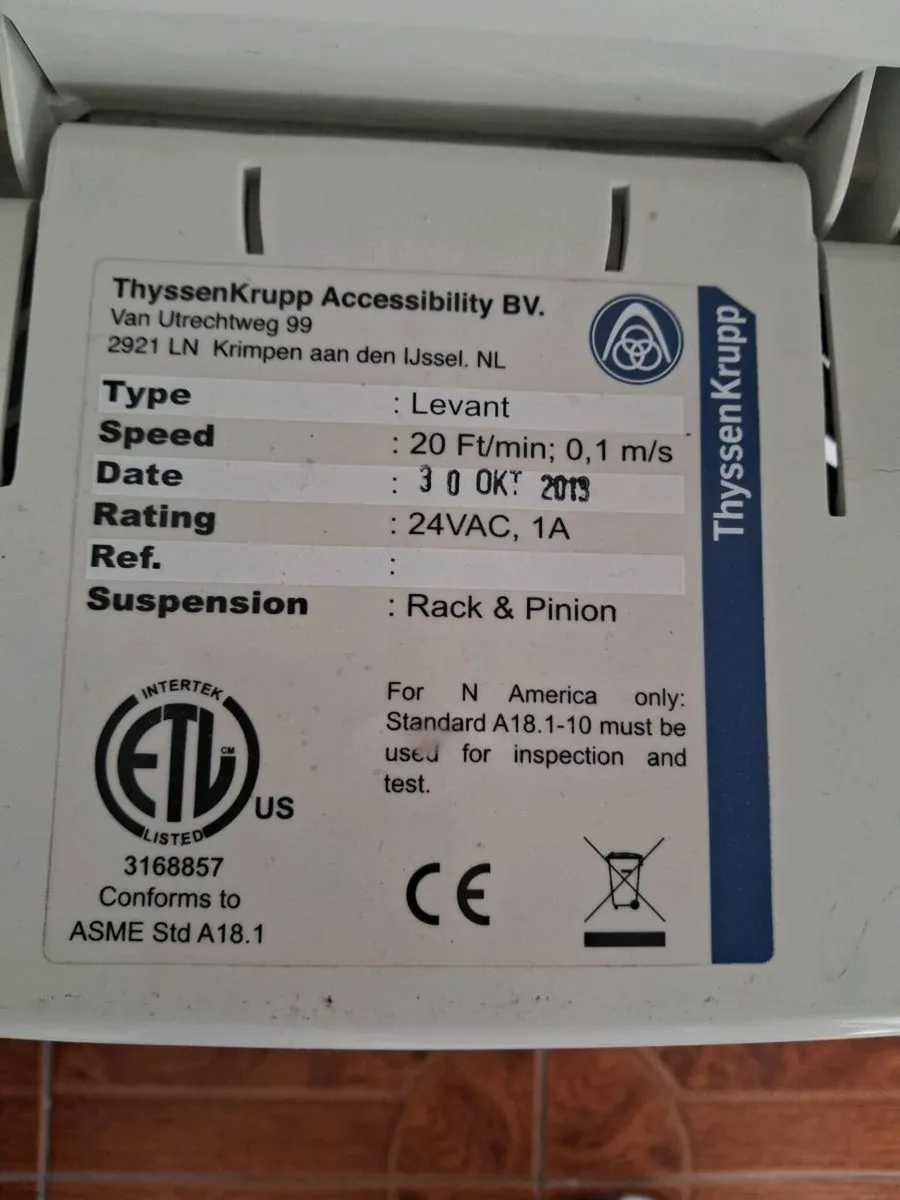 ThyssenKrupp Accessibility BV.
Van Utrechtweg 99
2921 LN Krimpen aan den IJssel. NL
Type : Levant
Speed : 20 Ft/min; 0,1 m/s
Date : 30 OKT 2013
Rating : 24VAC, 1A
Ref. :
Suspension : Rack & Pinion
ThyssenKrupp
INTERTEK
ETL CM
US
LISTED
3168857
Conforms to
ASME Std A18.1
For N America only:
Standard A18.1-10 must be
used for inspection and
test.
CE